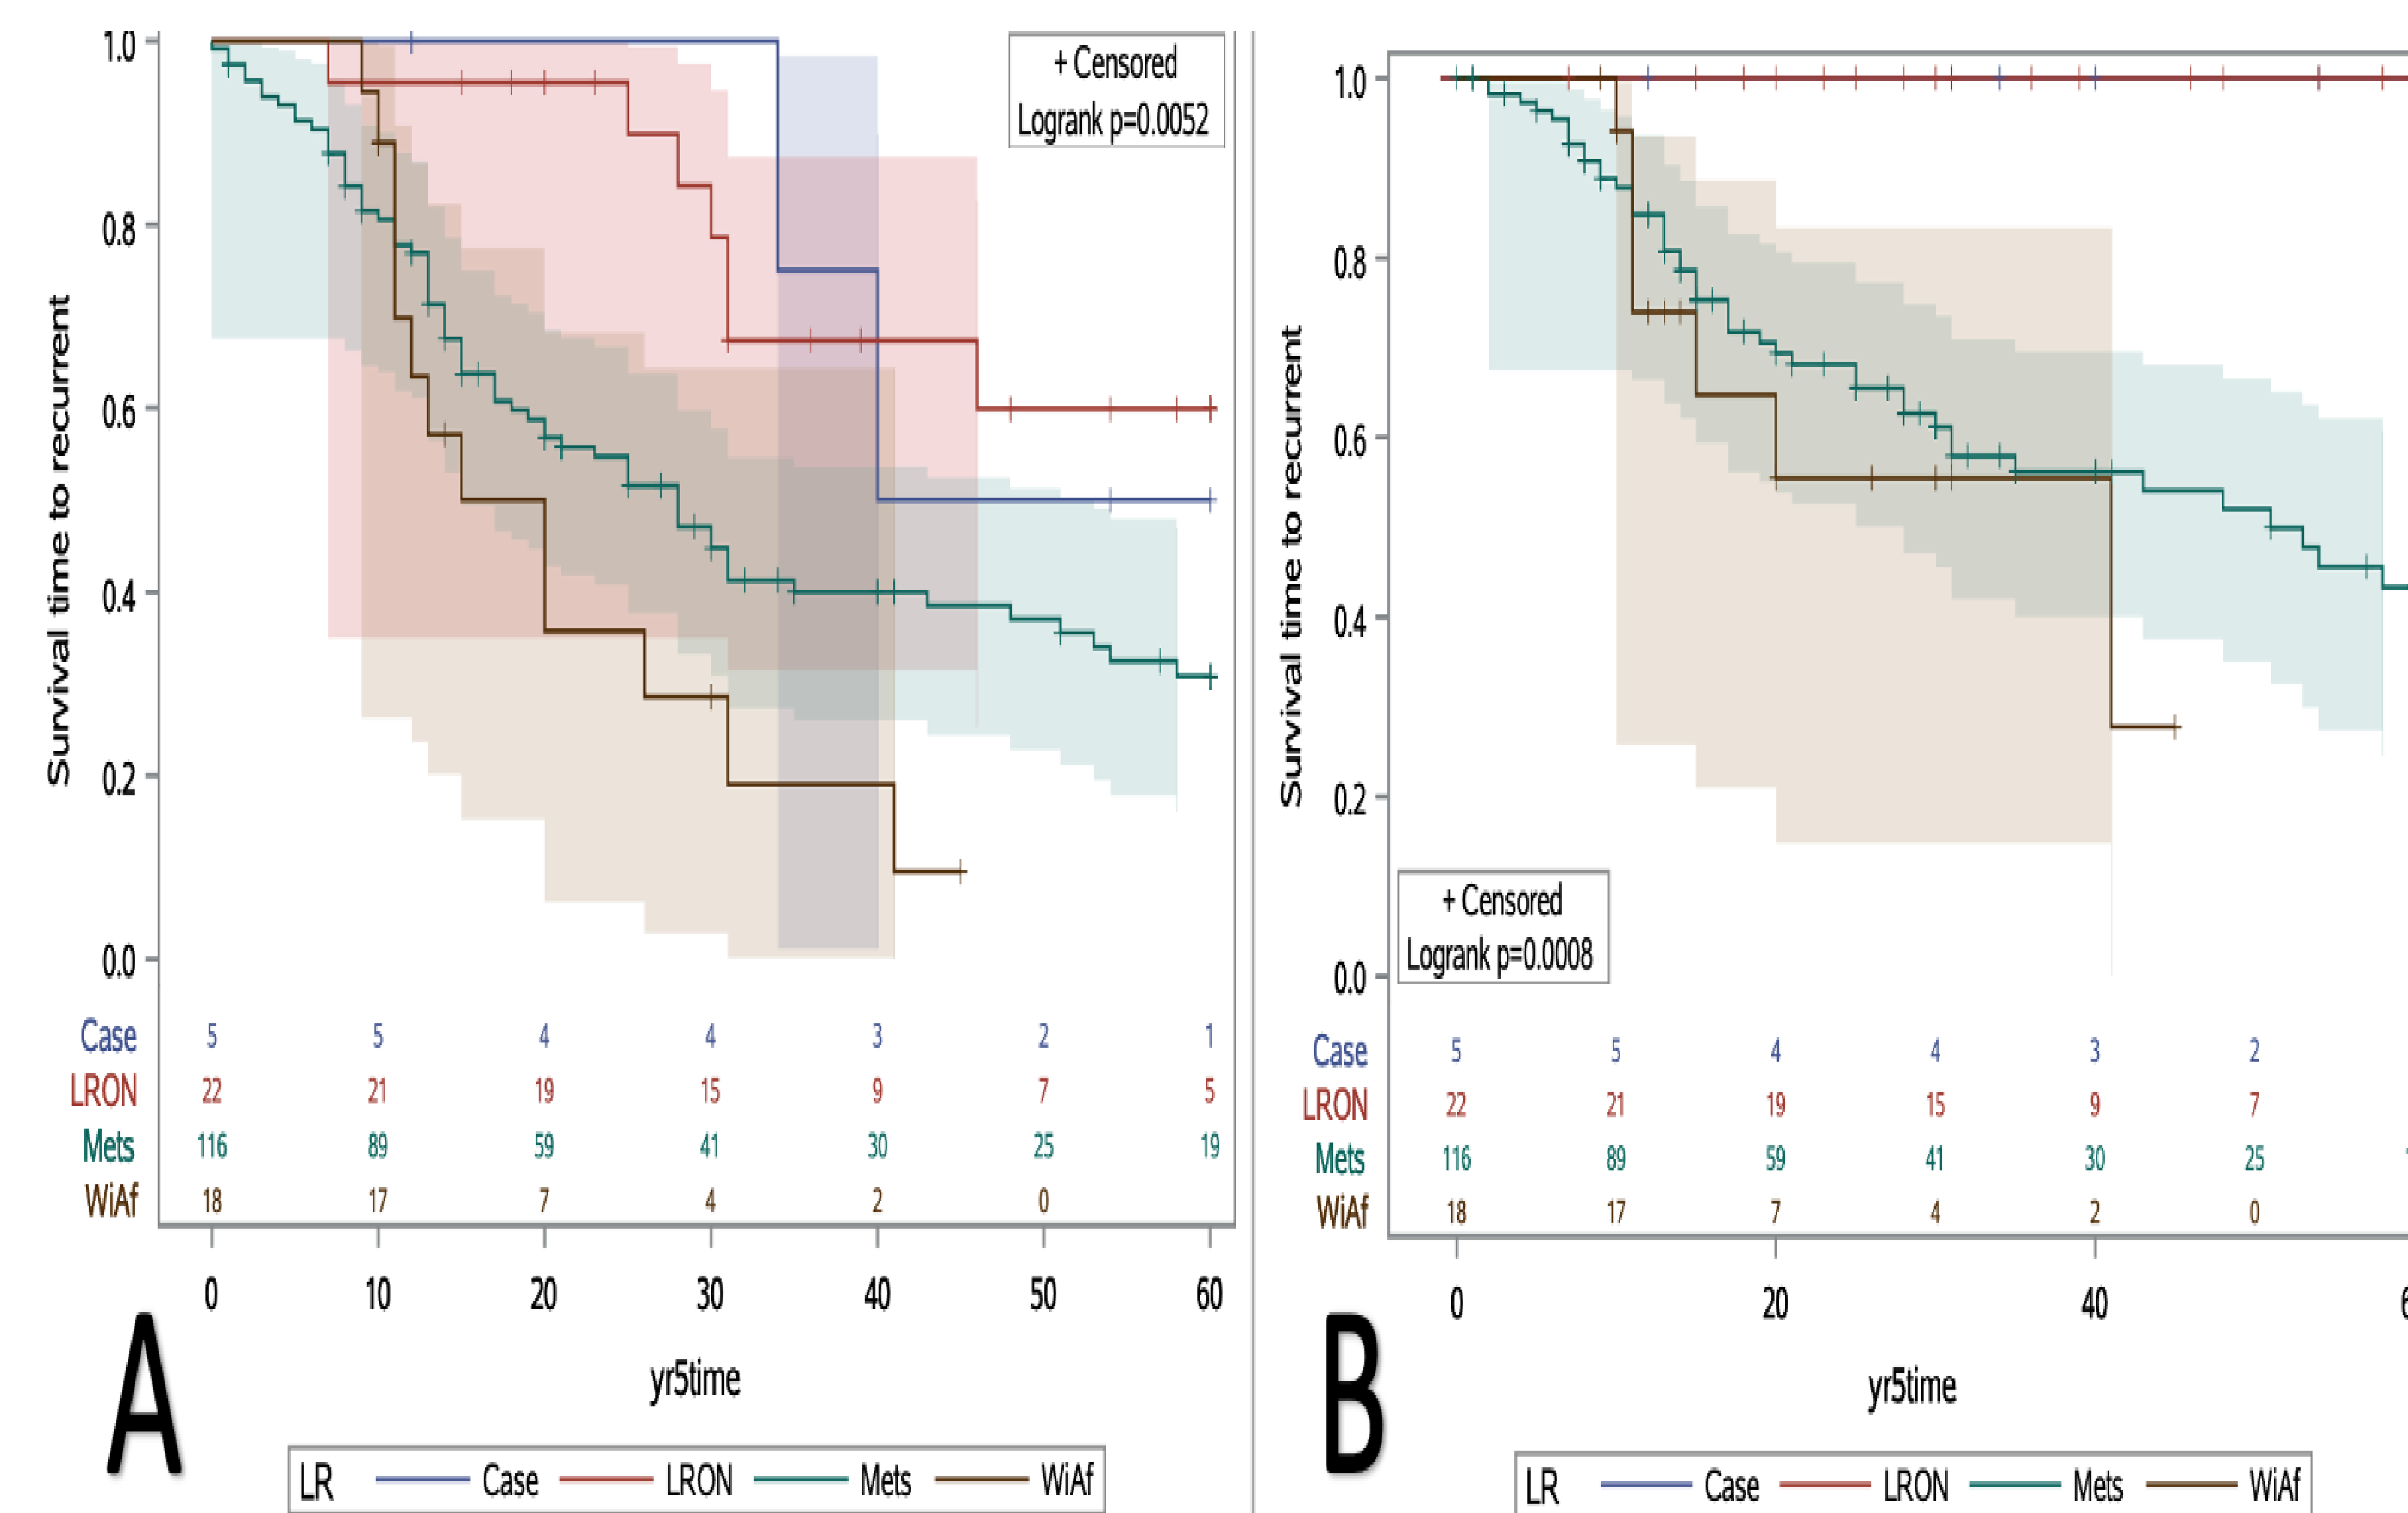 Survival time to recurrent
1.0
0.8
0.6
0.4
0.2
0.0
+ Censored
Logrank p=0.0052
Case 5 5 4 4 3 2 1
LRON 22 21 19 15 9 7 5
Mets 116 89 59 41 30 25 19
WiAf 18 17 7 4 2 0
0 10 20 30 40 50 60
yr5time
A
LR Case LRON Mets WiAf
Survival time to recurrent
1.0
0.8
0.6
0.4
0.2
0.0
+ Censored
Logrank p=0.0008
Case 5 5 4 4 3 2
LRON 22 21 19 15 9 7
Mets 116 89 59 41 30 25
WiAf 18 17 7 4 2 0
0 20 40
yr5time
B
LR Case LRON Mets WiAf